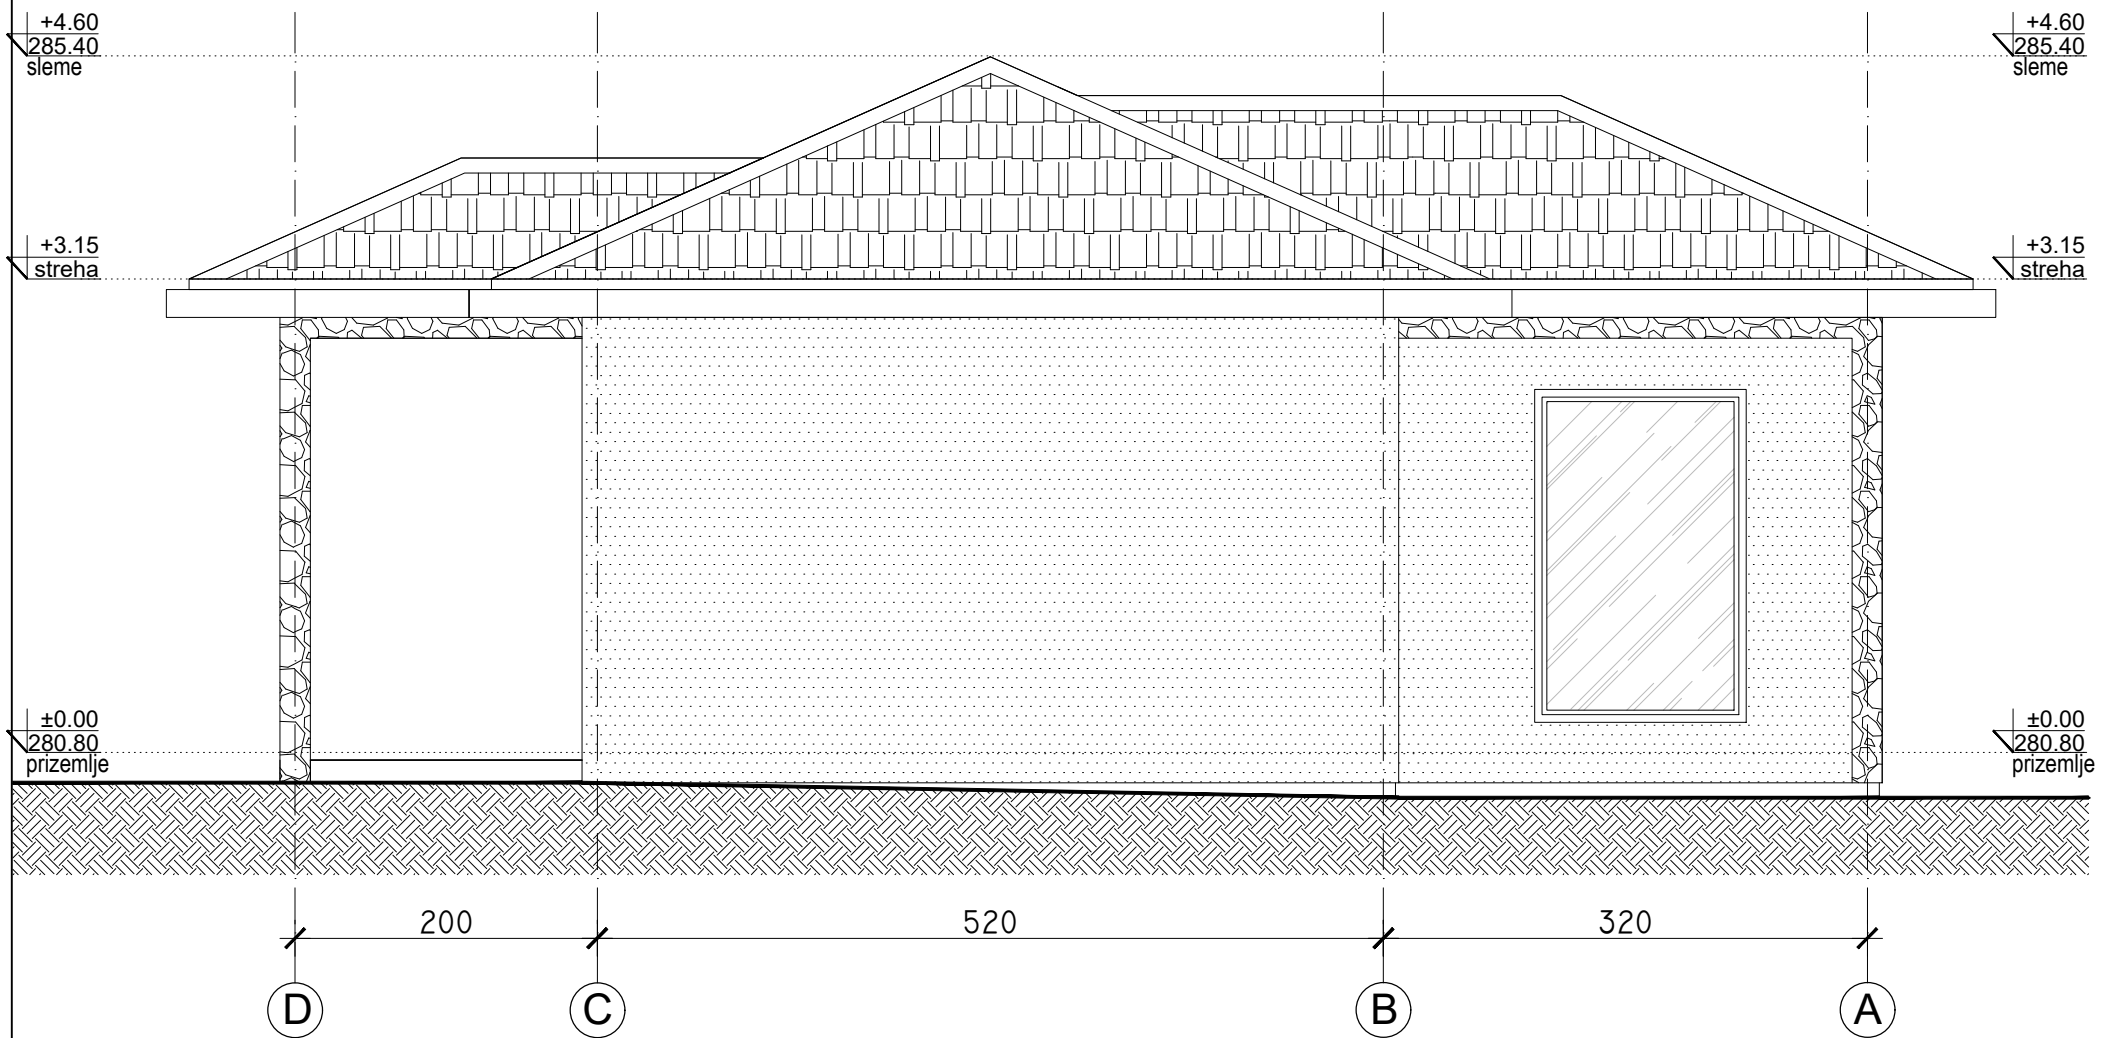 +4.60
285.40
sleme
+4.60
285.40
sleme
+3.15
streha
+3.15
streha
±0.00
280.80
prizemlje
±0.00
280.80
prizemlje
200
520
320
D
C
B
A